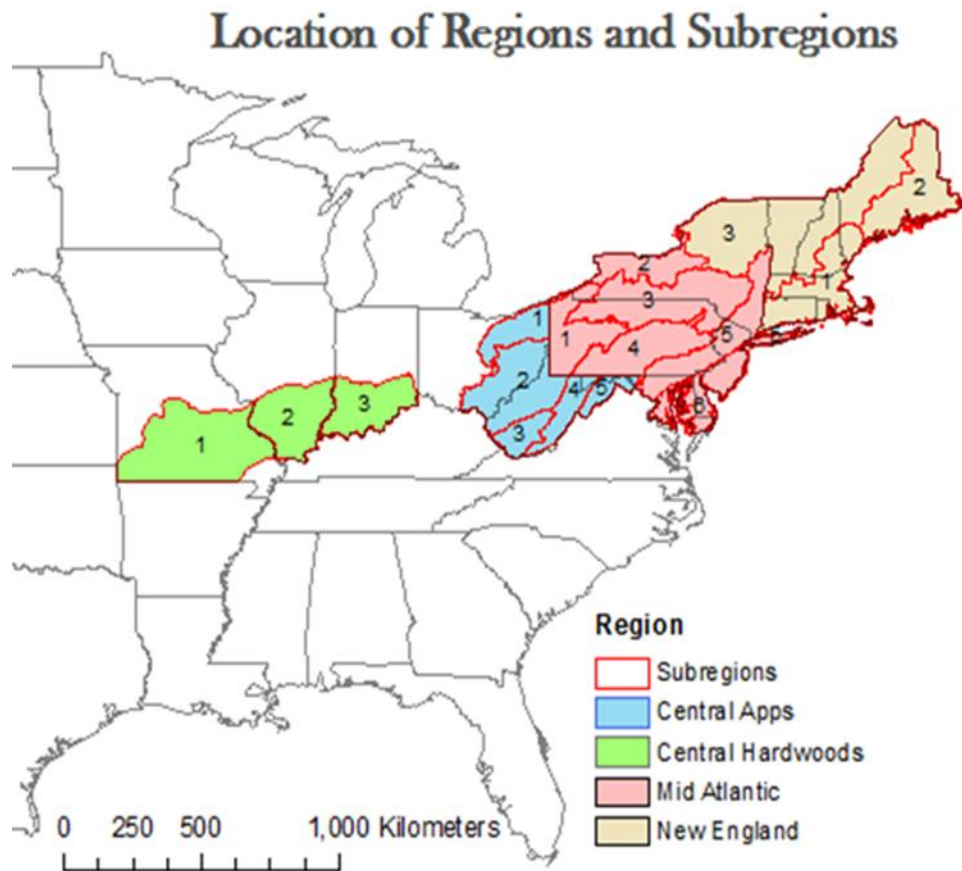 Location of Regions and Subregions
2
3
2
1
3
1
1
5
6
4
2
4
5
3
2
3
1
6
Region
Subregions
Central Apps
Central Hardwoods
Mid Atlantic
New England
0 250 500 1,000 Kilometers